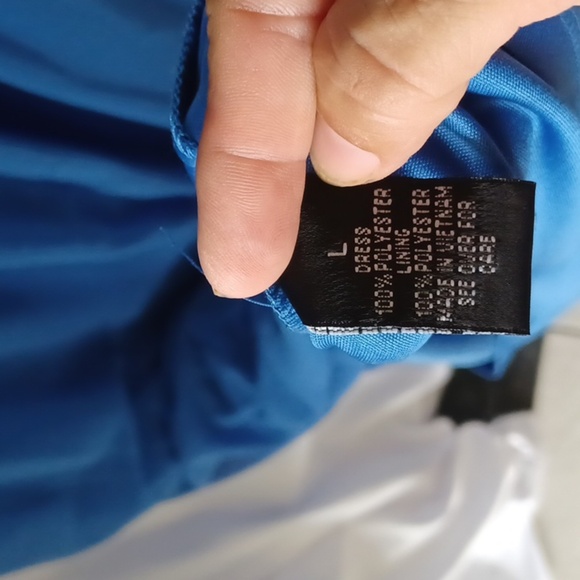 L
DRESS
100% POLYESTER
LINING
100% POLYESTER
MADE IN VIETNAM
SEE OVER FOR
CARE